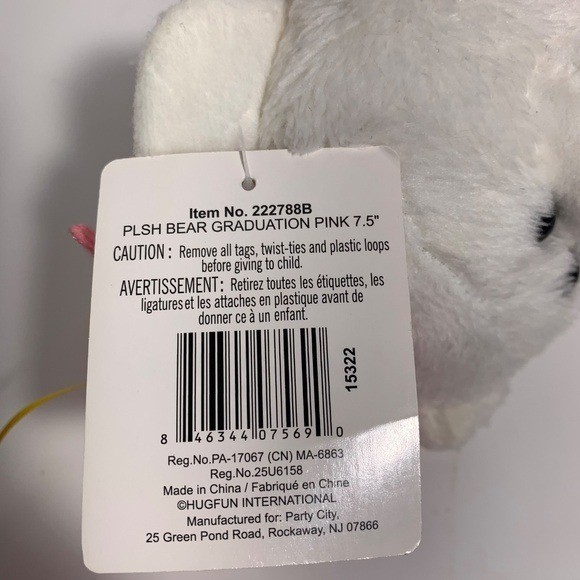 Item No. 222788B
PLSH BEAR GRADUATION PINK 7.5"
CAUTION : Remove all tags, twist-ties and plastic loops
before giving to child.
AVERTISSEMENT : Retirez toutes les étiquettes, les
ligatures et les attaches en plastique avant de
donner ce à un enfant.
15322
8 46344 07569 0
Reg.No.PA-17067 (CN) MA-6863
Reg.No.25U6158
Made in China / Fabriqué en Chine
©HUGFUN INTERNATIONAL
Manufactured for: Party City,
25 Green Pond Road, Rockaway, NJ 07866